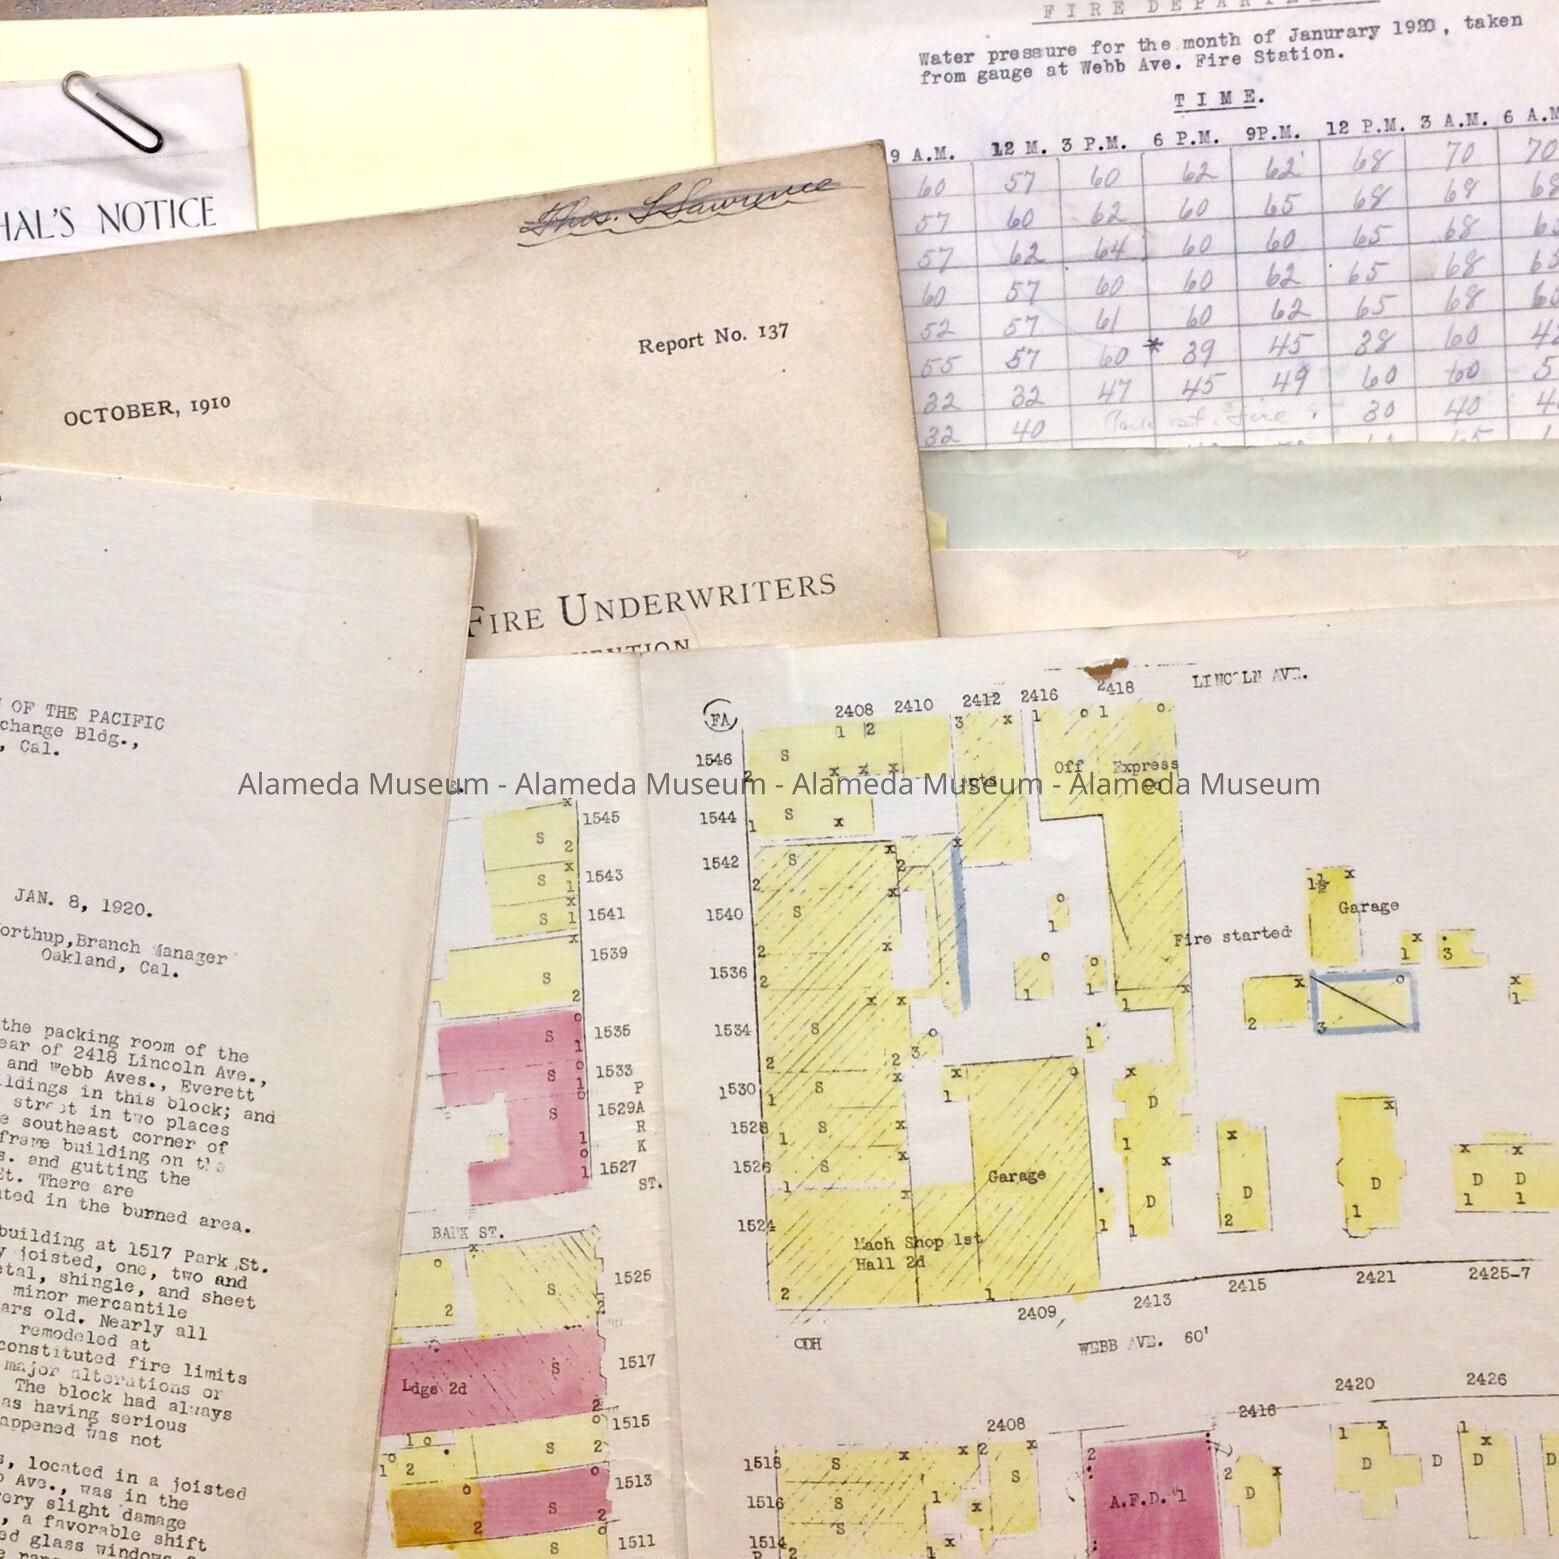 FIRE
Water pressure for the month of Janurary 1920, taken
from gauge at Webb Ave. Fire Station.
TIME.
9 A.M. 12 M. 3 P.M. 6 P.M. 9P.M. 12 P.M. 3 A.M. 6 A.M
60 57 60 62 62 68 70 70
57 60 62 60 65 68 68 68
57 62 64 60 60 65 68
60 57 60 60 62 65 68
52 57 61 60 62 65 68
55 57 60 * 39 45 38 60
32 32 47 45 49 60 60
32 40 Park st. Fire 30 40
HAL'S NOTICE
Thos. L Lawrence
Report No. 137
OCTOBER, 1910
FIRE UNDERWRITERS
VENTION
OF THE PACIFIC
change Bldg.,
, Cal.
JAN. 8, 1920.
orthup, Branch Manager
Oakland, Cal.
the packing room of the
ear of 2418 Lincoln Ave.,
and Webb Aves., Everett
ildings in this block; and
street in two places
e southeast corner of
frame building on the
s. and gutting the
t. There are
ted in the burned area.
building at 1517 Park St.
y joisted, one, two and
etal, shingle, and sheet
minor mercantile
ars old. Nearly all
remodeled at
constituted fire limits
major alterations or
The block had always
as having serious
appened was not
s, located in a joisted
Ave., was in the
ery slight damage
, a favorable shift
ed glass windows
LINCOLN AVE.
FA
2408 2410 2412 2416 2418
1546
1544
1542
1540
1536
1534
1530
1528
1526
1524
Apts
Off
Express
Fire started
Garage
Garage
Mach Shop 1st
Hall 2d
2409
2413
2415
2421
2425-7
ODH
WEBB AVE. 60'
1545
1543
1541
1539
1535
1533
1529A
1527
PARK
ST.
BANK ST.
1525
1517
Ldgs 2d
1515
1513
1511
2408
2416
2420
2426
1518
1516
1514
A.F.D. #1
Alameda Museum - Alameda Museum - Alameda Museum - Alameda Museum